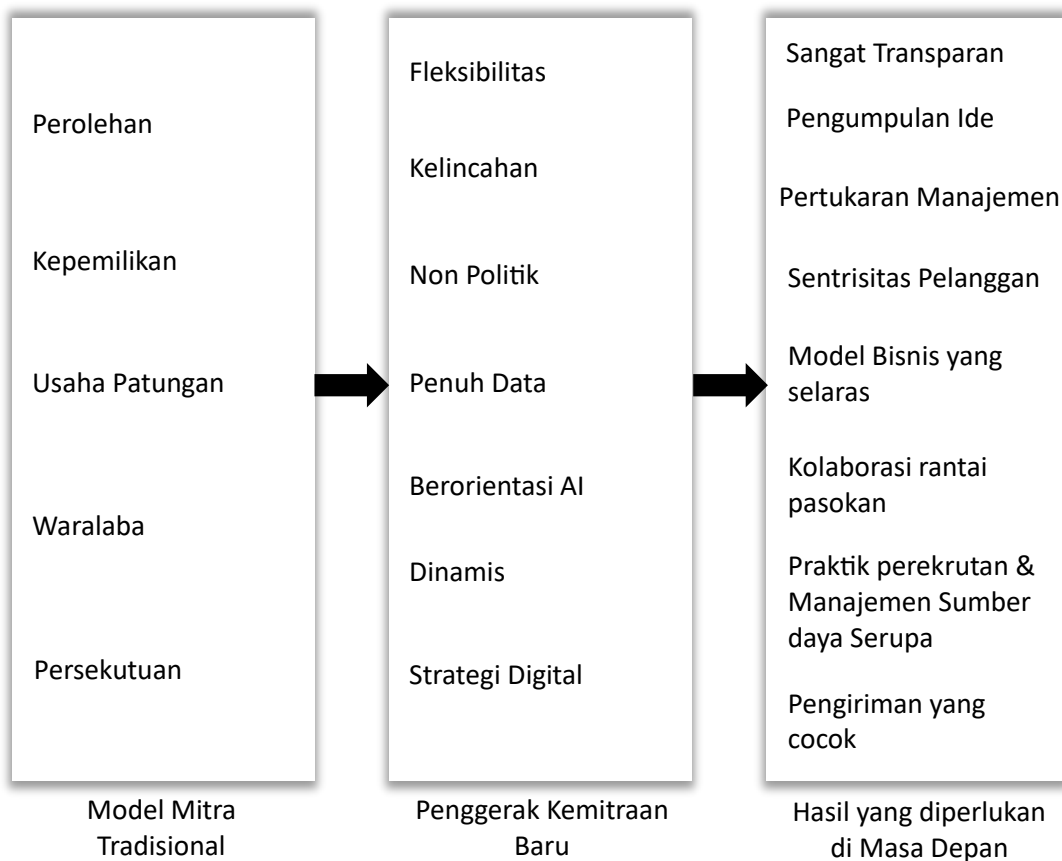 Perolehan
Kepemilikan
Usaha Patungan
Waralaba
Persekutuan
Model Mitra
Tradisional
Fleksibilitas
Kelincahan
Non Politik
Penuh Data
Berorientasi AI
Dinamis
Strategi Digital
Penggerak Kemitraan
Baru
Sangat Transparan
Pengumpulan Ide
Pertukaran Manajemen
Sentrisitas Pelanggan
Model Bisnis yang
selaras
Kolaborasi rantai
pasokan
Praktik perekrutan &
Manajemen Sumber
daya Serupa
Pengiriman yang
cocok
Hasil yang diperlukan
di Masa Depan